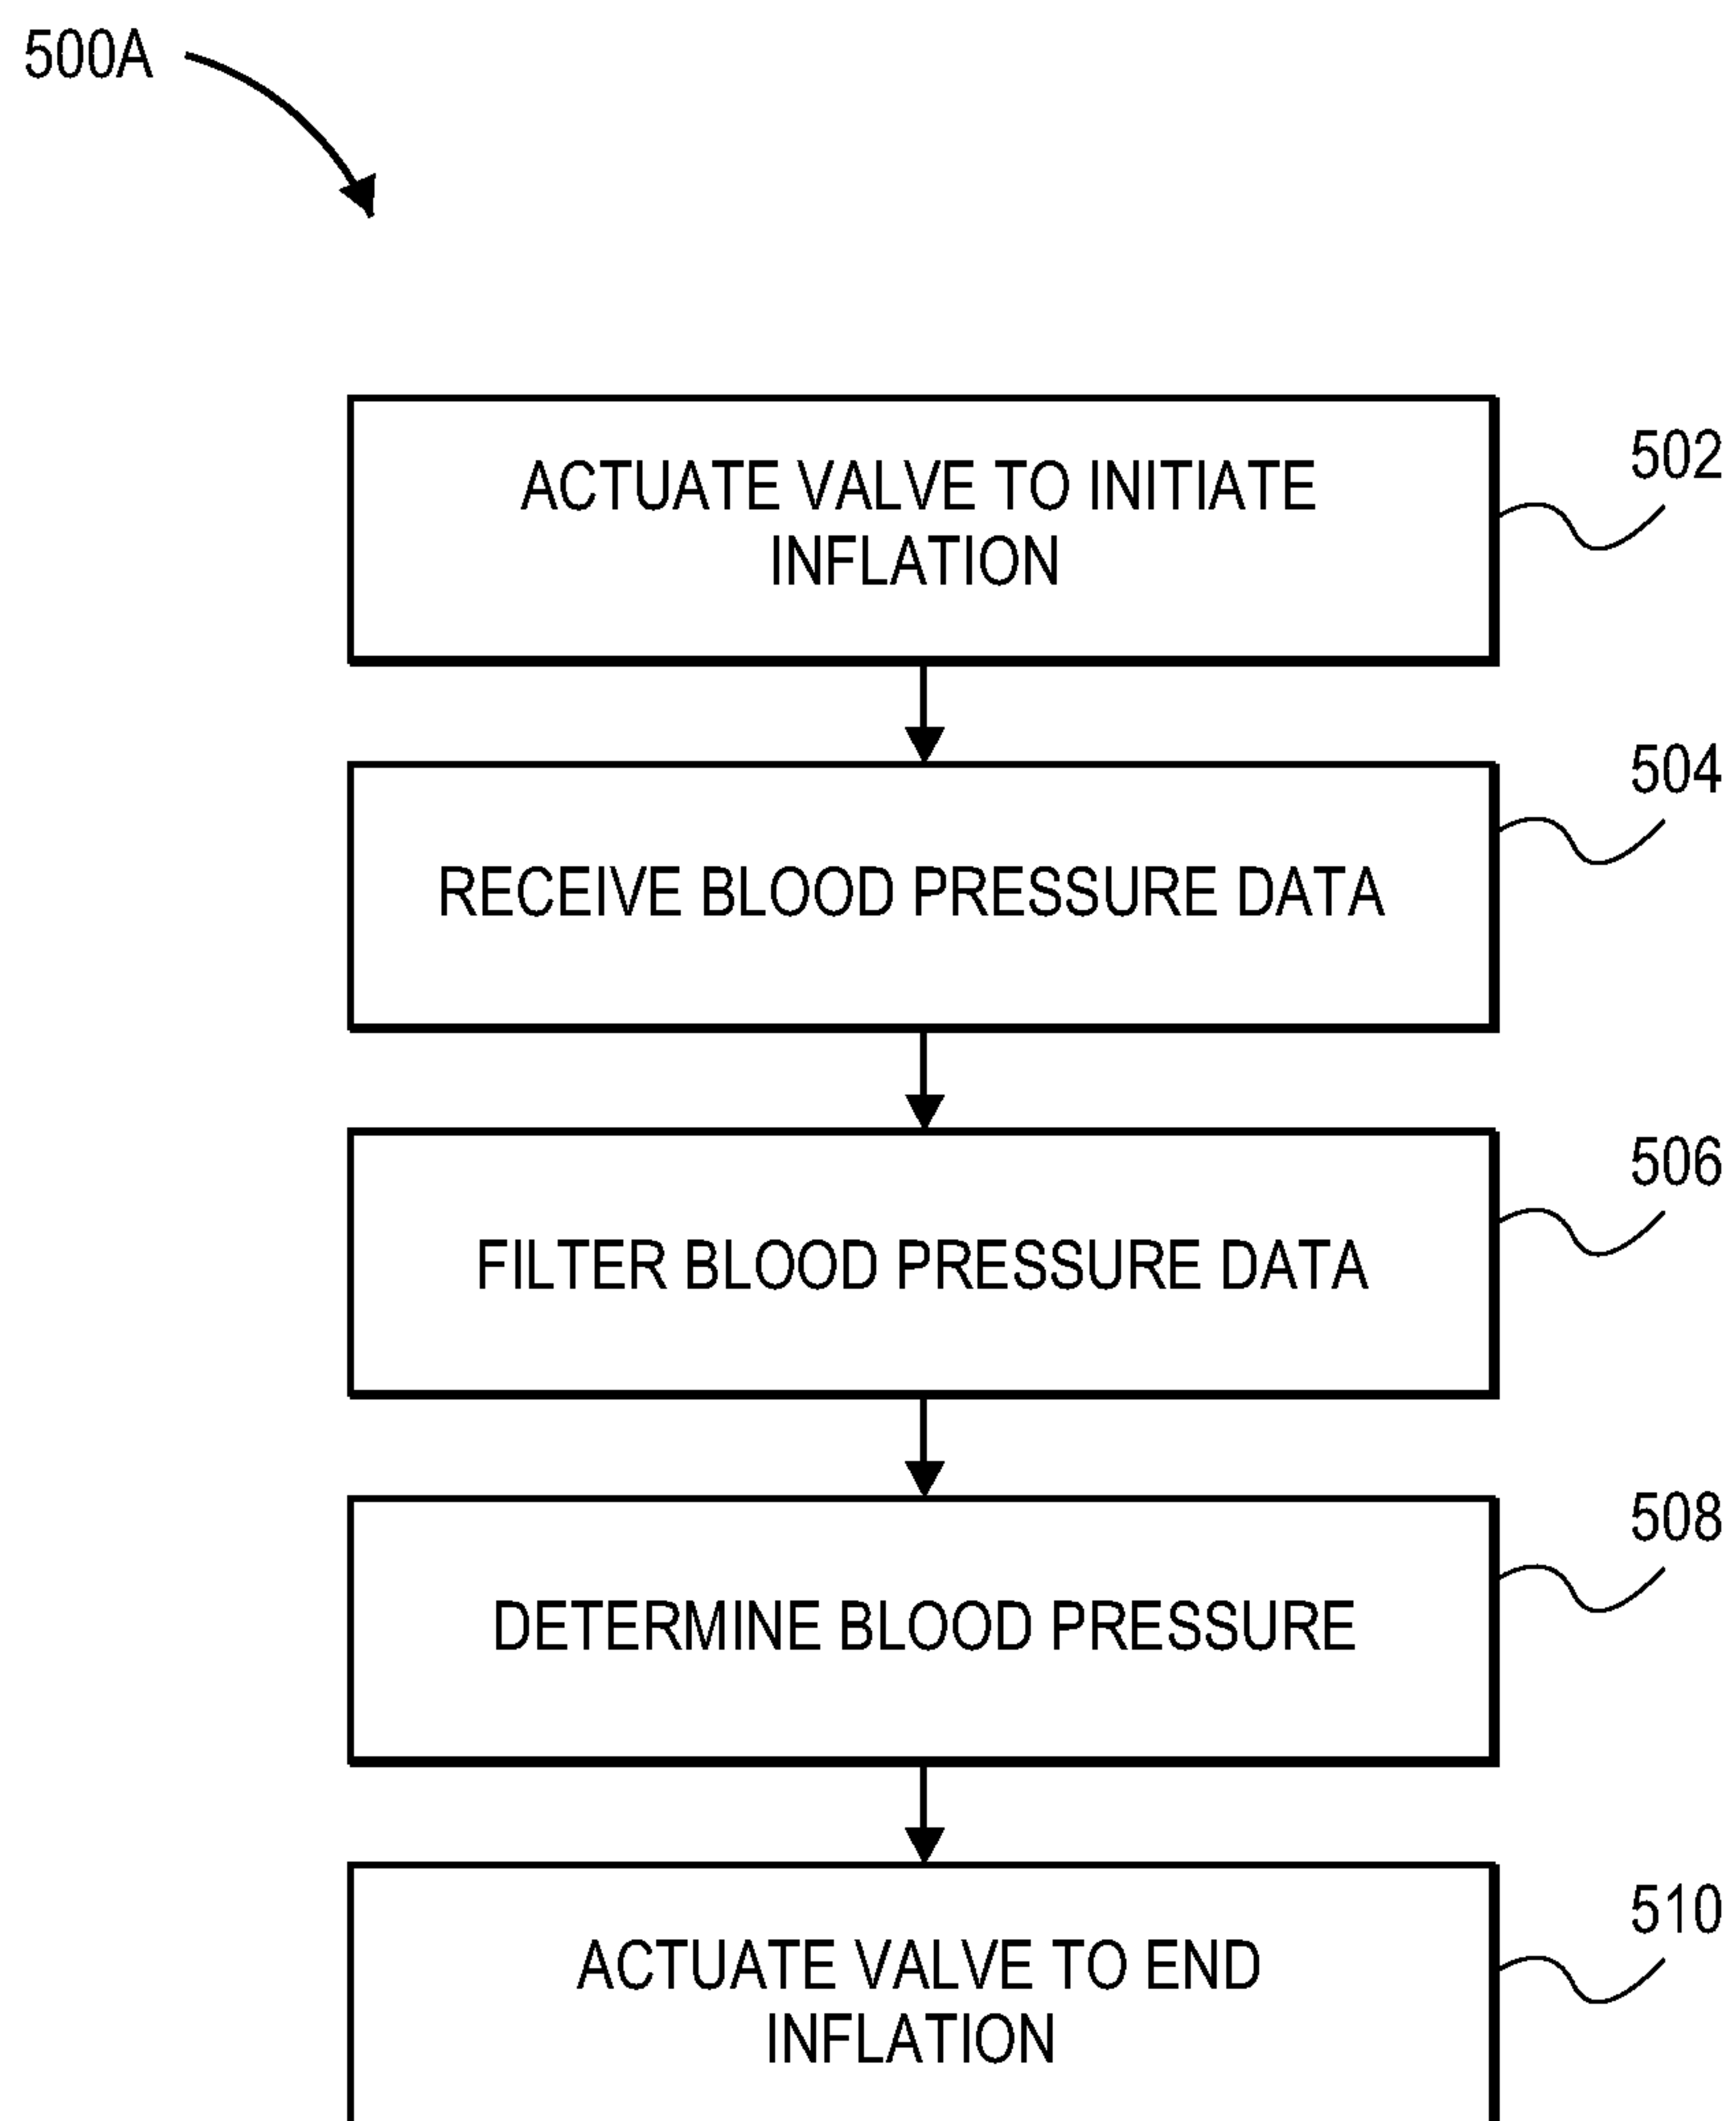 500A
ACTUATE VALVE TO INITIATE
INFLATION
502
RECEIVE BLOOD PRESSURE DATA
504
FILTER BLOOD PRESSURE DATA
506
DETERMINE BLOOD PRESSURE
508
ACTUATE VALVE TO END
INFLATION
510